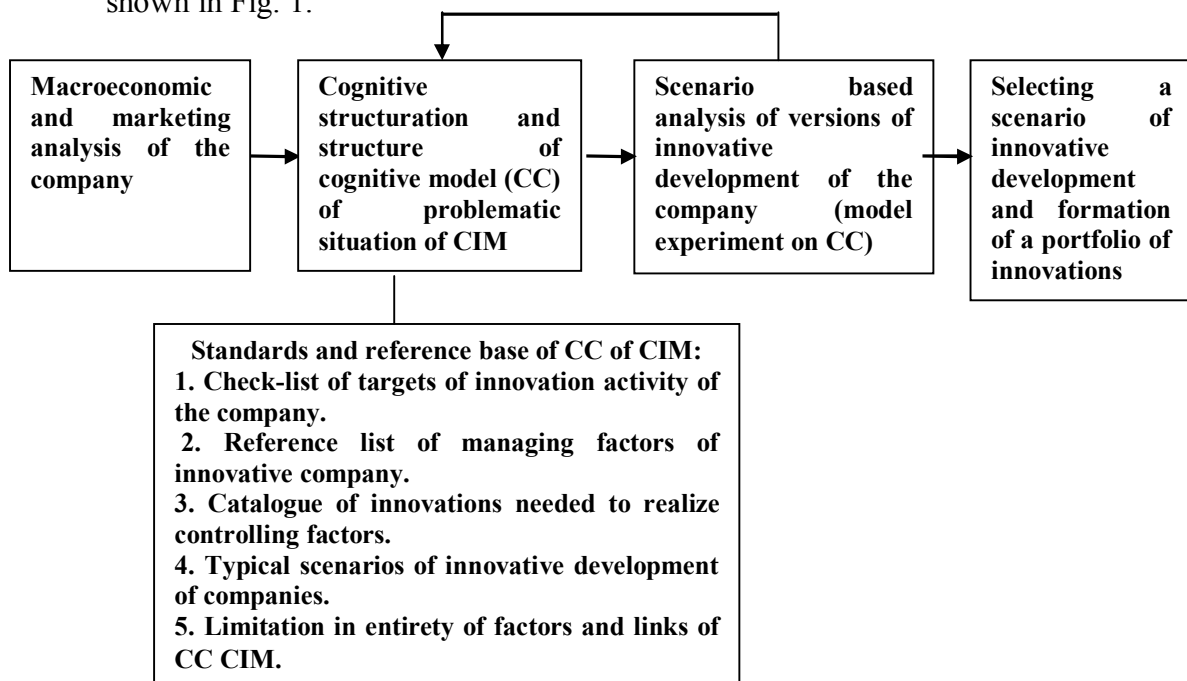 shown in Fig. 1.
Macroeconomic
and marketing
analysis of the
company
Cognitive
structuration and
structure of
cognitive model (CC)
of problematic
situation of CIM
Scenario based
analysis of versions of
innovative
development of the
company (model
experiment on CC)
Selecting a
scenario of
innovative
development
and formation
of a portfolio of
innovations
Standards and reference base of CC of CIM:
1. Check-list of targets of innovation activity of
the company.
2. Reference list of managing factors of
innovative company.
3. Catalogue of innovations needed to realize
controlling factors.
4. Typical scenarios of innovative development
of companies.
5. Limitation in entirety of factors and links of
CC CIM.